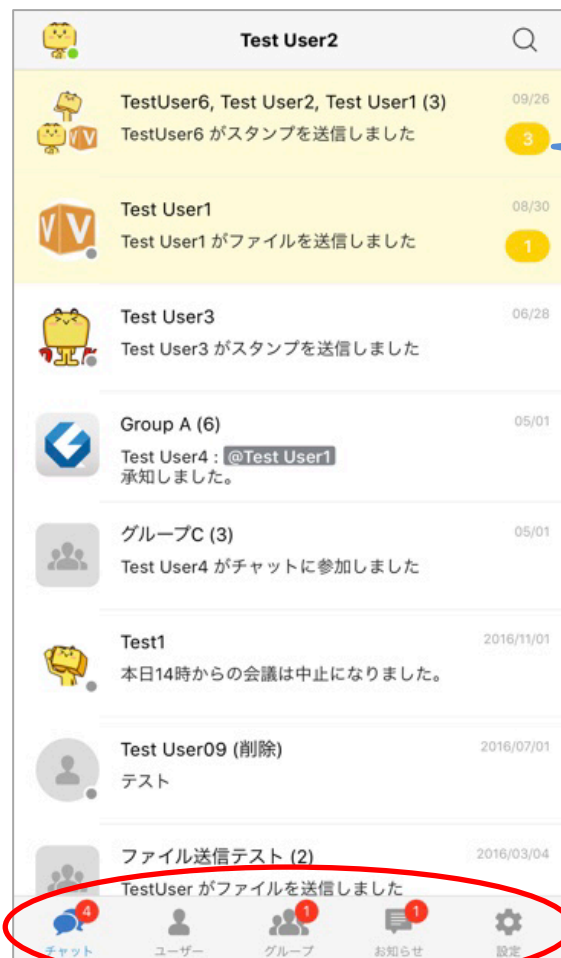 Test User2
TestUser6, Test User2, Test User1 (3)
09/26
TestUser6 がスタンプを送信しました
3
Test User1
08/30
Test User1 がファイルを送信しました
1
Test User3
06/28
Test User3 がスタンプを送信しました
Group A (6)
05/01
Test User4 : @Test User1
承知しました。
グループC (3)
05/01
Test User4 がチャットに参加しました
Test1
2016/11/01
本日14時からの会議は中止になりました。
Test User09 (削除)
2016/07/01
テスト
ファイル送信テスト (2)
2016/03/04
TestUser がファイルを送信しました
4
1
1
チャット
ユーザー
グループ
お知らせ
設定